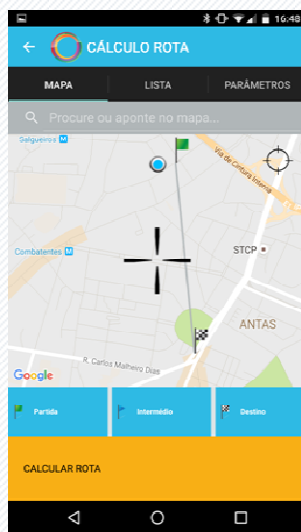 16:48
CÁLCULO ROTA
MAPA LISTA PARÂMETROS
Procure ou aponte no mapa...
Salgueiros M
Via de Cintura Interna
Combatentes M
STCP
ANTAS
R. Carlos Malheiro Dias
Google
Partida Intermédio Destino
CALCULAR ROTA